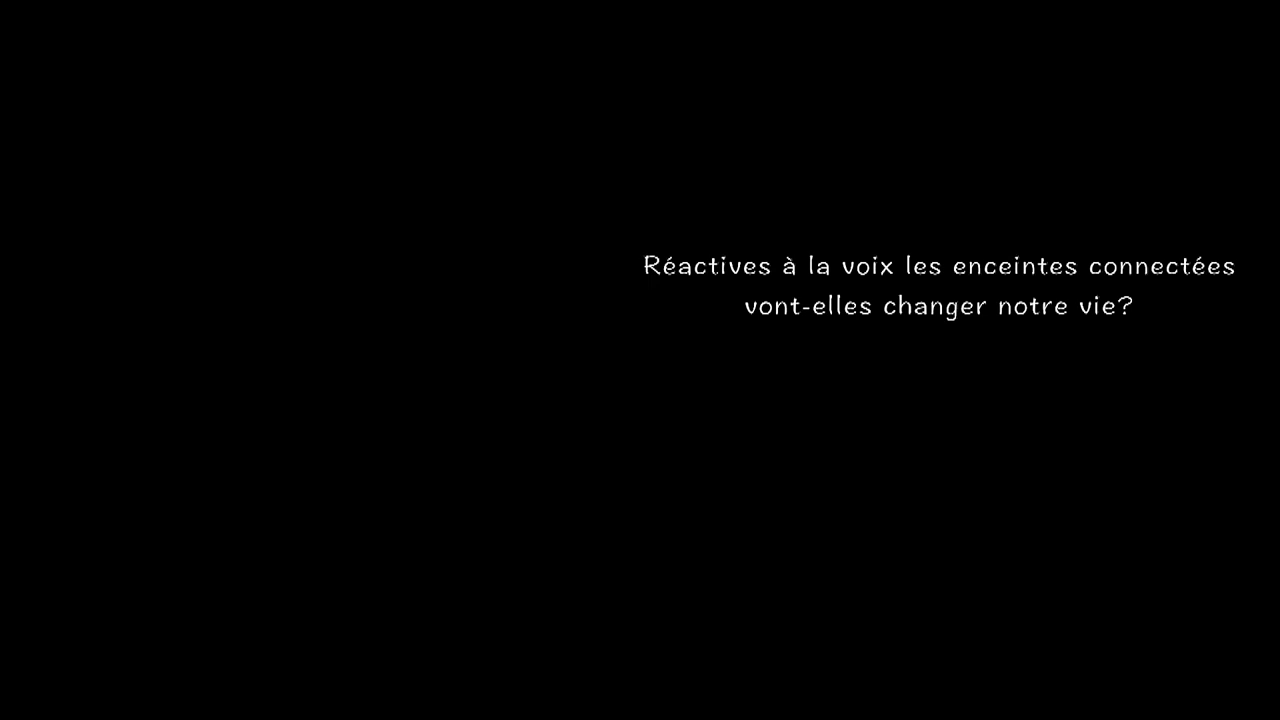 Réactives à la voix les enceintes connectées
vont-elles changer notre vie?